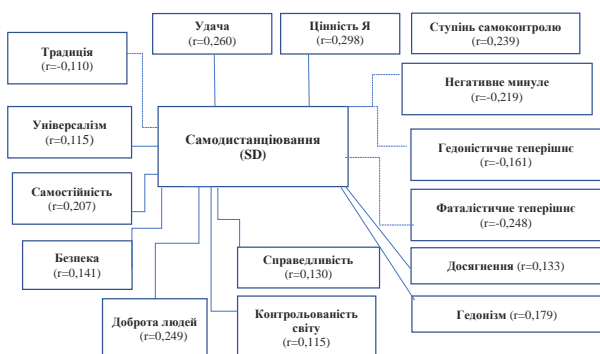 Удача
(r=0,260)
Цінність Я
(r=0,298)
Ступінь самоконтролю
(r=0,239)
Традиція
(r=-0,110)
Негативне минуле
(r=-0,219)
Універсалізм
(r=0,115)
Самодистанціювання
(SD)
Гедоністичне теперішнє
(r=-0,161)
Самостійність
(r=0,207)
Фаталістичне теперішнє
(r=-0,248)
Безпека
(r=0,141)
Справедливість
(r=0,130)
Досягнення (r=0,133)
Доброта людей
(r=0,249)
Контрольованість
світу
(r=0,115)
Гедонізм (r=0,179)